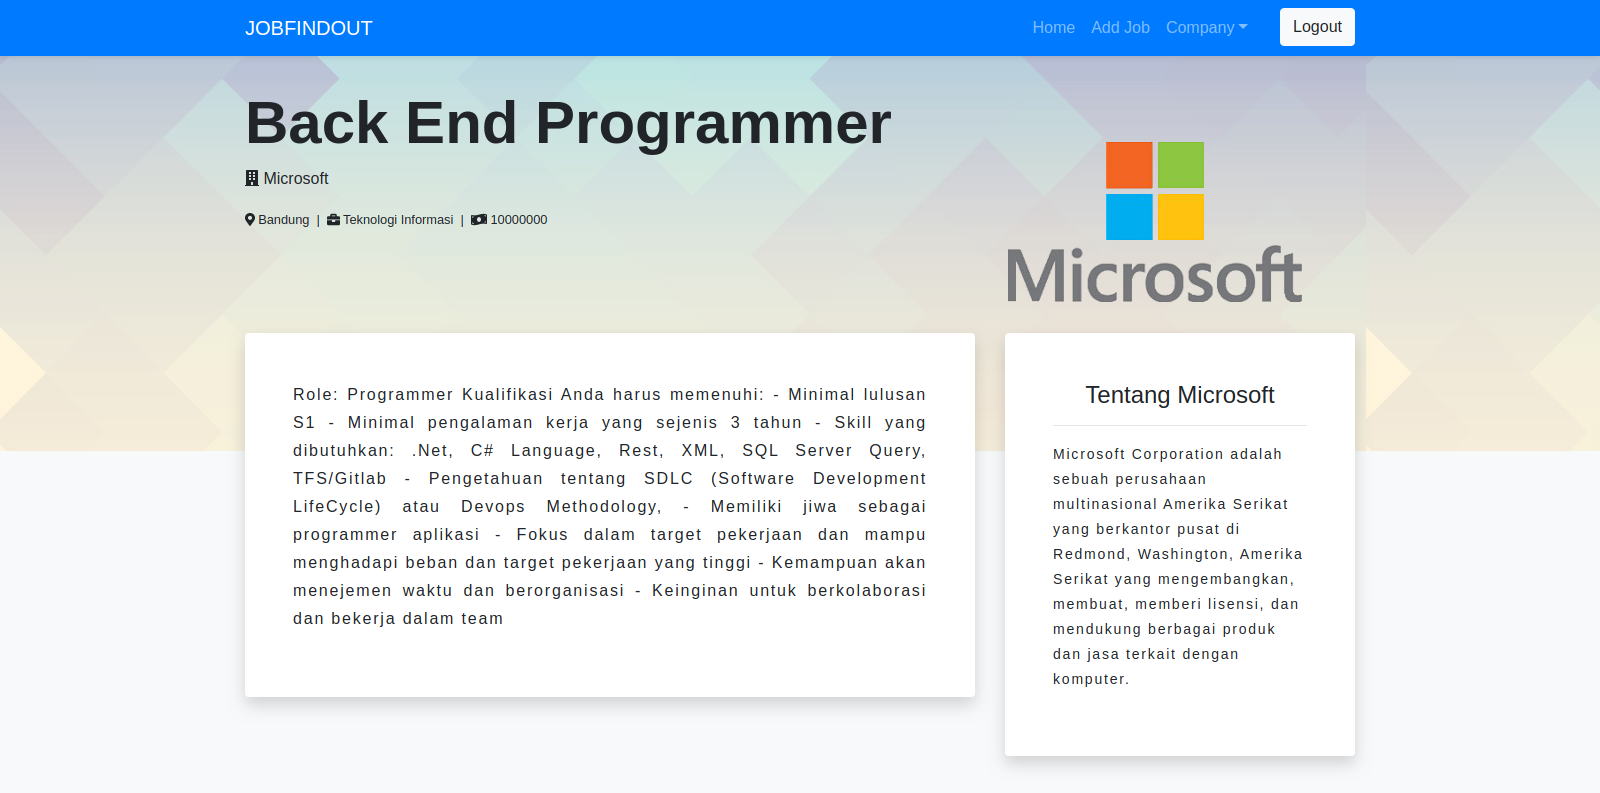 JOBFINDOUT
Home Add Job Company Logout
Back End Programmer
Microsoft
Bandung | Teknologi Informasi | 10000000
Microsoft
Role: Programmer Kualifikasi Anda harus memenuhi: - Minimal lulusan
S1 - Minimal pengalaman kerja yang sejenis 3 tahun - Skill yang
dibutuhkan: .Net, C# Language, Rest, XML, SQL Server Query,
TFS/Gitlab - Pengetahuan tentang SDLC (Software Development
LifeCycle) atau Devops Methodology, - Memiliki jiwa sebagai
programmer aplikasi - Fokus dalam target pekerjaan dan mampu
menghadapi beban dan target pekerjaan yang tinggi - Kemampuan akan
menejemen waktu dan berorganisasi - Keinginan untuk berkolaborasi
dan bekerja dalam team
Tentang Microsoft
Microsoft Corporation adalah
sebuah perusahaan
multinasional Amerika Serikat
yang berkantor pusat di
Redmond, Washington, Amerika
Serikat yang mengembangkan,
membuat, memberi lisensi, dan
mendukung berbagai produk
dan jasa terkait dengan
komputer.